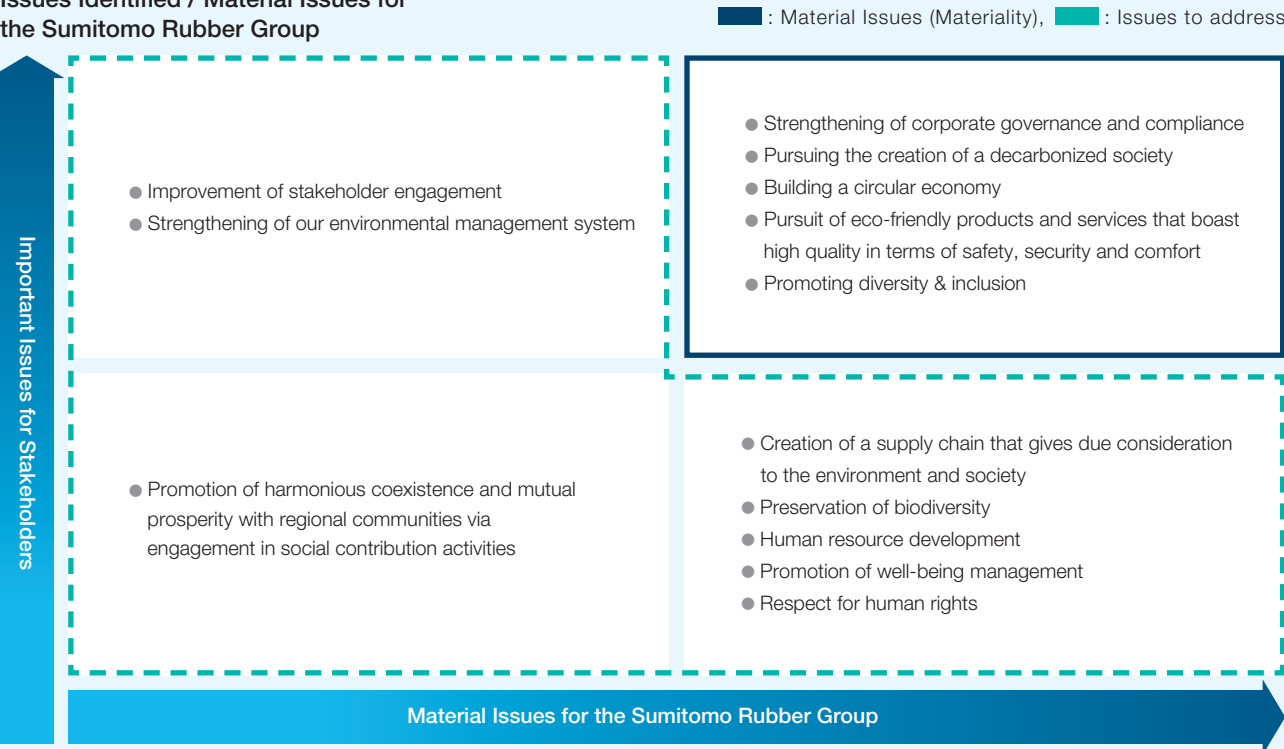 Issues Identified / Material Issues for
the Sumitomo Rubber Group
: Material Issues (Materiality), : Issues to address
Important Issues for Stakeholders
● Improvement of stakeholder engagement
● Strengthening of our environmental management system
● Strengthening of corporate governance and compliance
● Pursuing the creation of a decarbonized society
● Building a circular economy
● Pursuit of eco-friendly products and services that boast
high quality in terms of safety, security and comfort
● Promoting diversity & inclusion
● Promotion of harmonious coexistence and mutual
prosperity with regional communities via
engagement in social contribution activities
● Creation of a supply chain that gives due consideration
to the environment and society
● Preservation of biodiversity
● Human resource development
● Promotion of well-being management
● Respect for human rights
Material Issues for the Sumitomo Rubber Group